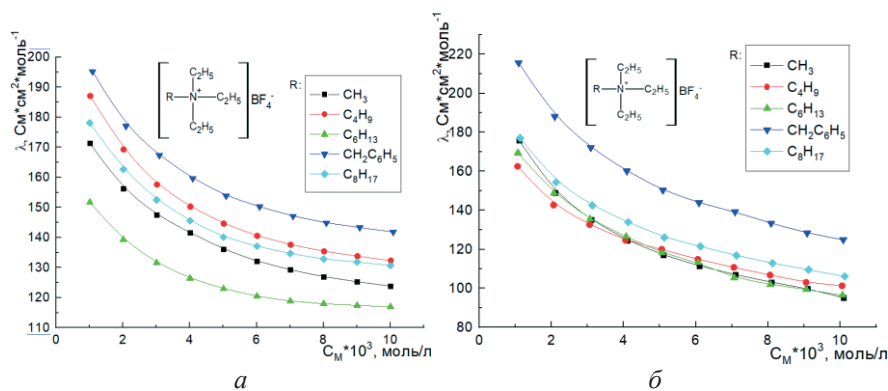 λ, См*см²*моль⁻¹
200
190
180
170
160
150
140
130
120
110
0
2
4
6
8
10
C_M*10³, моль/л
C₂H₅
R—N⁺—C₂H₅
C₂H₅
BF₄⁻
R:
CH₃
C₄H₉
C₆H₁₃
CH₂C₆H₅
C₈H₁₇
а
λ, См*см²*моль⁻¹
220
200
180
160
140
120
100
80
0
2
4
6
8
10
C_M*10³, моль/л
C₂H₅
R—N⁺—C₂H₅
C₂H₅
BF₄⁻
R:
CH₃
C₄H₉
C₆H₁₃
CH₂C₆H₅
C₈H₁₇
б